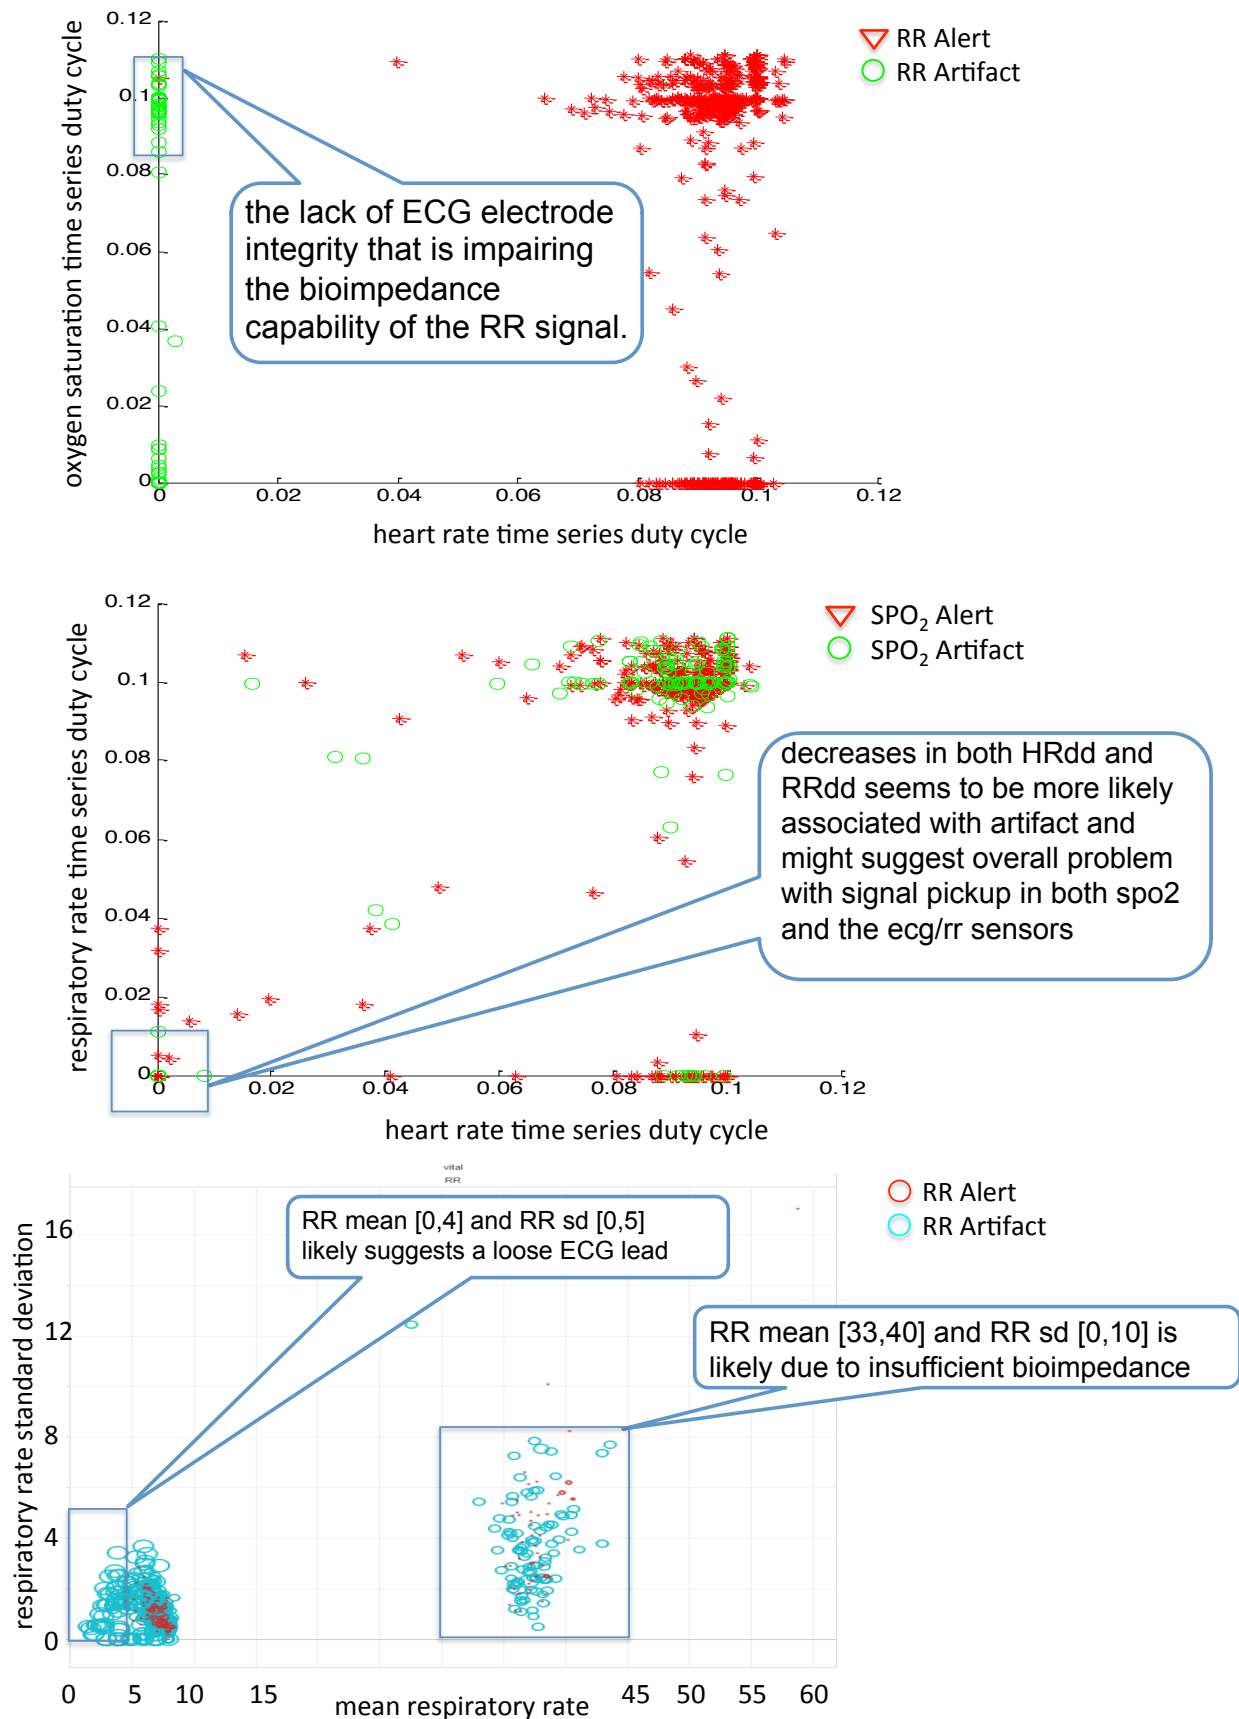 0.12
0.1
0.08
0.06
0.04
0.02
0
0
0.02
0.04
0.06
0.08
0.1
0.12
oxygen saturation time series duty cycle
heart rate time series duty cycle
RR Alert
RR Artifact
the lack of ECG electrode
integrity that is impairing
the bioimpedance
capability of the RR signal.
0.12
0.1
0.08
0.06
0.04
0.02
0
0
0.02
0.04
0.06
0.08
0.1
0.12
respiratory rate time series duty cycle
heart rate time series duty cycle
SPO₂ Alert
SPO₂ Artifact
decreases in both HRdd and
RRdd seems to be more likely
associated with artifact and
might suggest overall problem
with signal pickup in both spo2
and the ecg/rr sensors
vital
RR
RR Alert
RR Artifact
RR mean [0,4] and RR sd [0,5]
likely suggests a loose ECG lead
RR mean [33,40] and RR sd [0,10] is
likely due to insufficient bioimpedance
16
12
8
4
0
respiratory rate standard deviation
0 5 10 15 45 50 55 60
mean respiratory rate